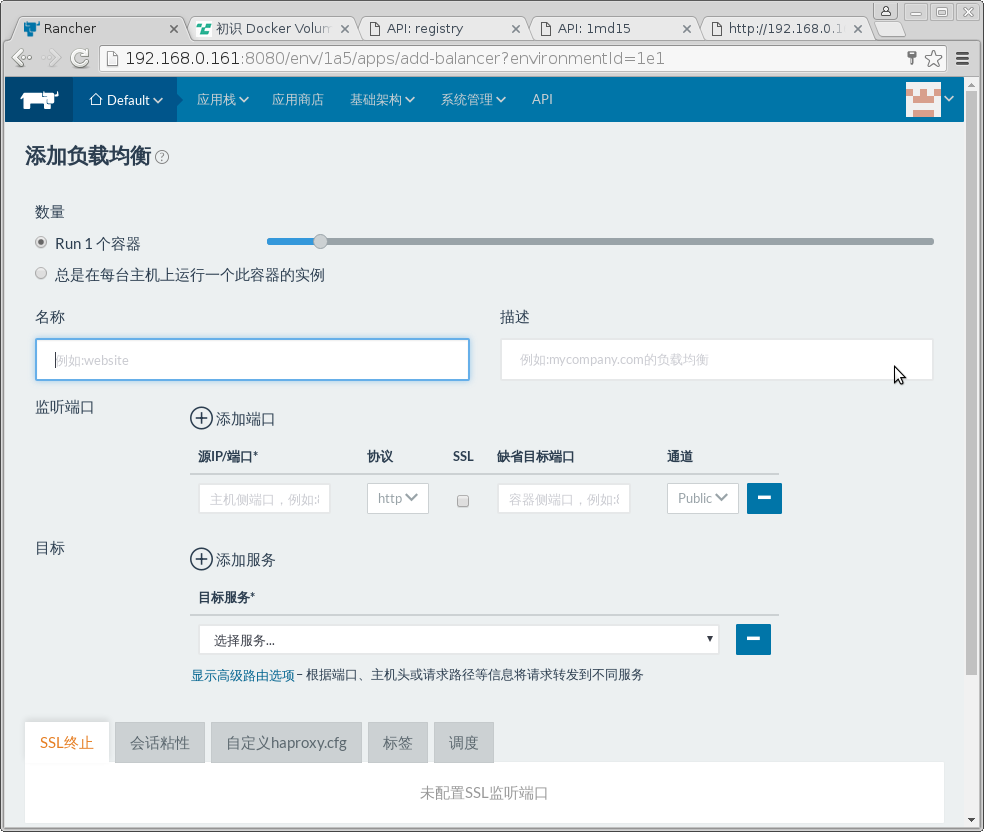 Rancher
初识 Docker Volum
API: registry
API: 1md15
http://192.168.0.1
192.168.0.161:8080/env/1a5/apps/add-balancer?environmentId=1e1
Default 应用栈 应用商店 基础架构 系统管理 API
添加负载均衡 ?
数量
Run 1 个容器
总是在每台主机上运行一个此容器的实例
名称 描述
例如:website 例如:mycompany.com的负载均衡
监听端口 添加端口
源IP/端口* 协议 SSL 缺省目标端口 通道
主机侧端口，例如:8 http 容器侧端口，例如:8 Public
目标 添加服务
目标服务*
选择服务...
显示高级路由选项 – 根据端口、主机头或请求路径等信息将请求转发到不同服务
SSL终止 会话粘性 自定义haproxy.cfg 标签 调度
未配置SSL监听端口